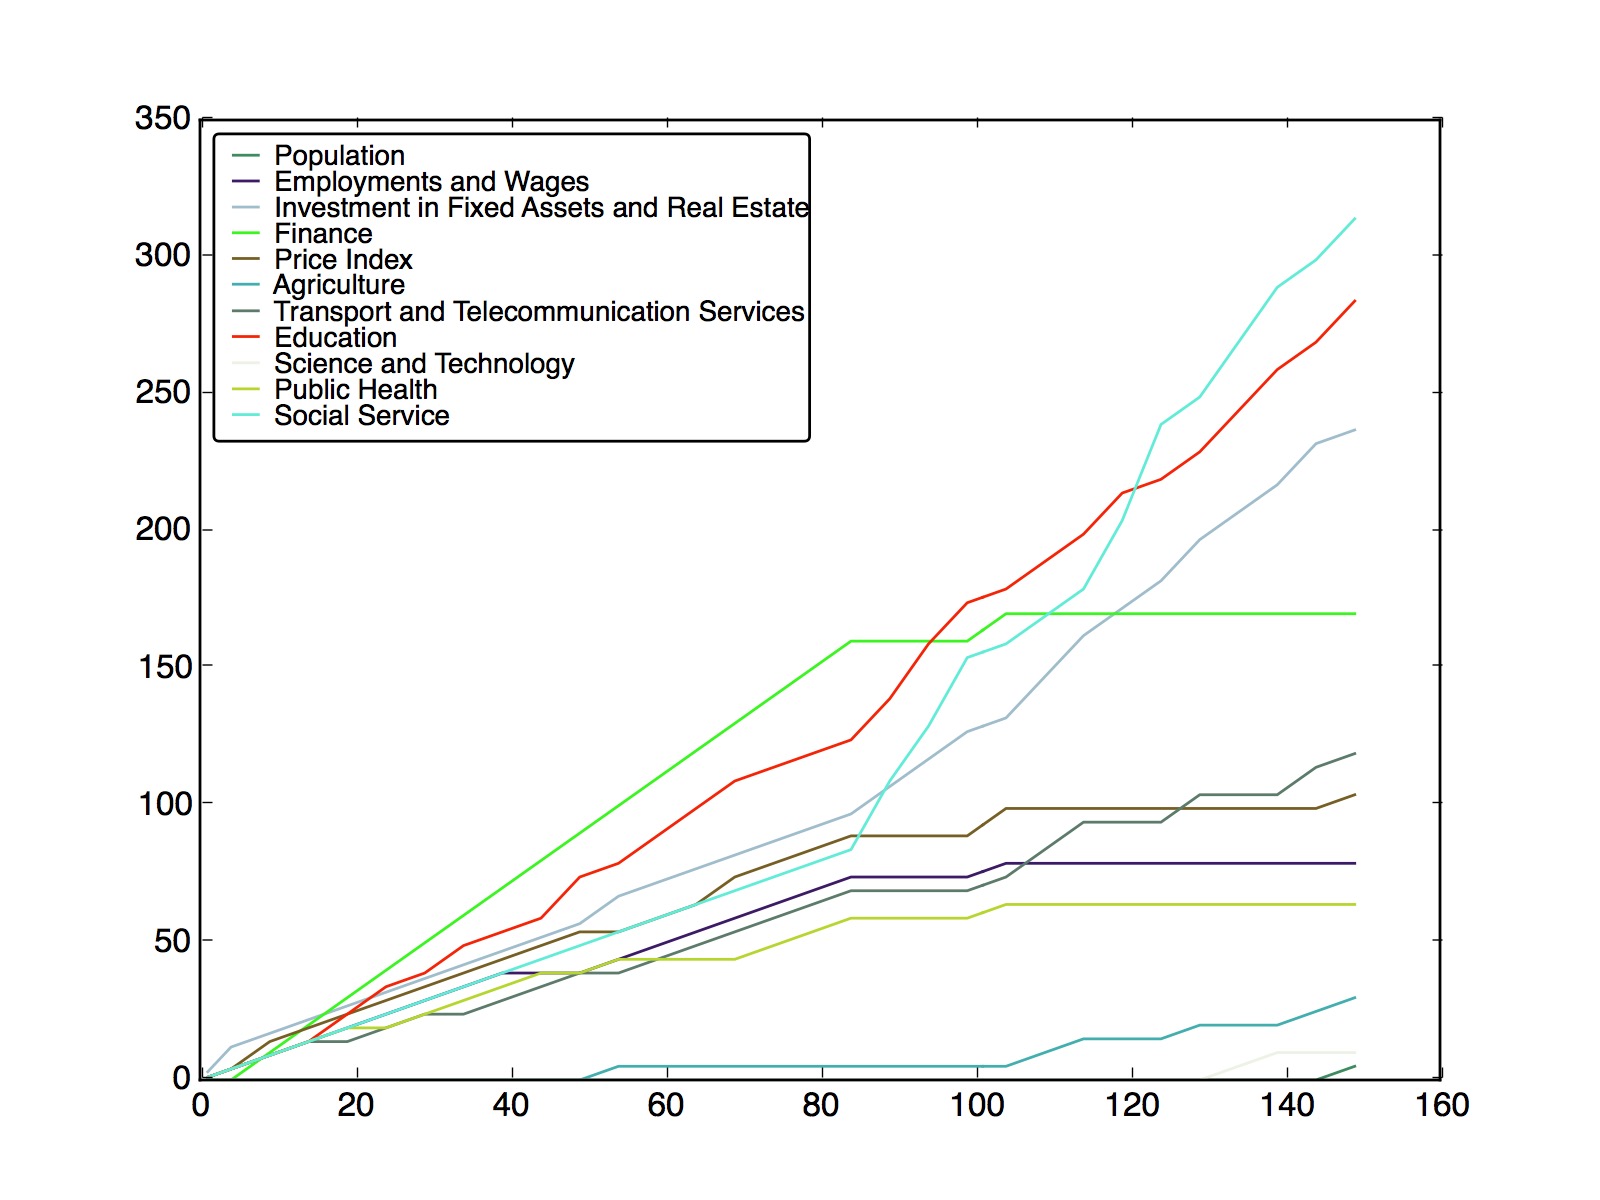 350
300
250
200
150
100
50
0
Population
Employments and Wages
Investment in Fixed Assets and Real Estate
Finance
Price Index
Agriculture
Transport and Telecommunication Services
Education
Science and Technology
Public Health
Social Service
0 20 40 60 80 100 120 140 160